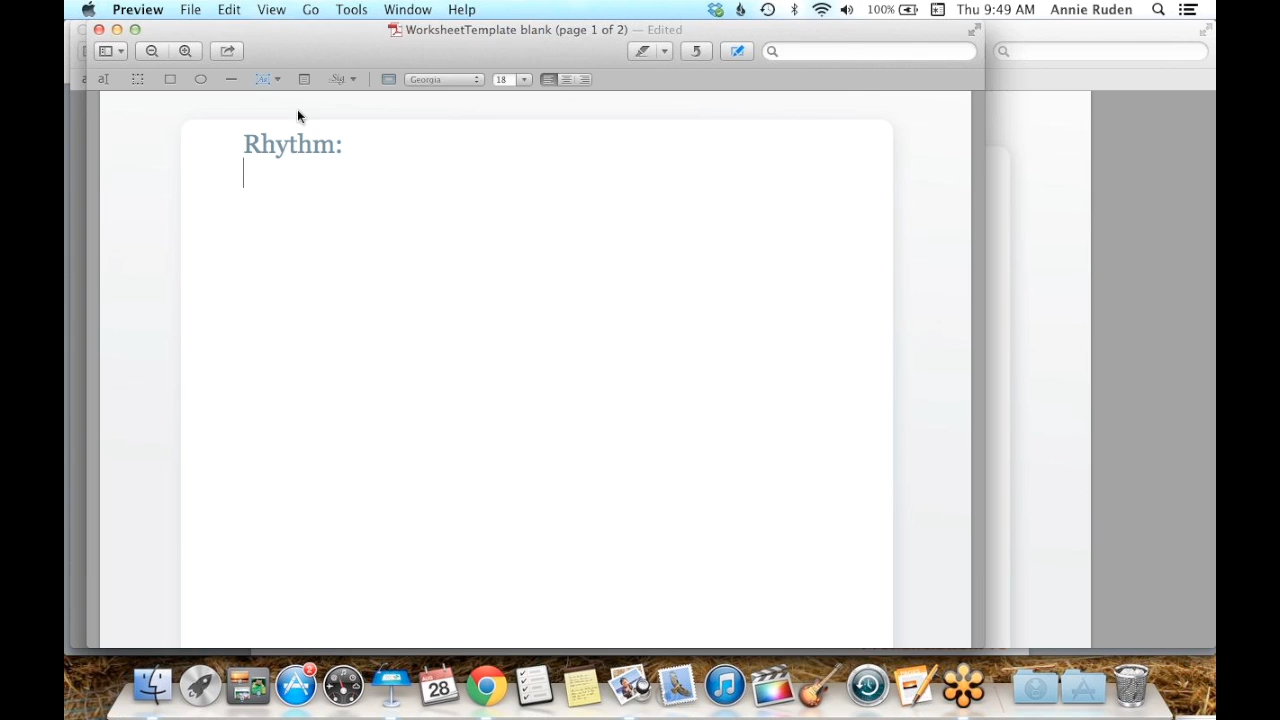 Preview File Edit View Go Tools Window Help 100% Thu 9:49 AM Annie Ruden
WorksheetTemplate blank (page 1 of 2) — Edited
Georgia 18
Rhythm:
28
2